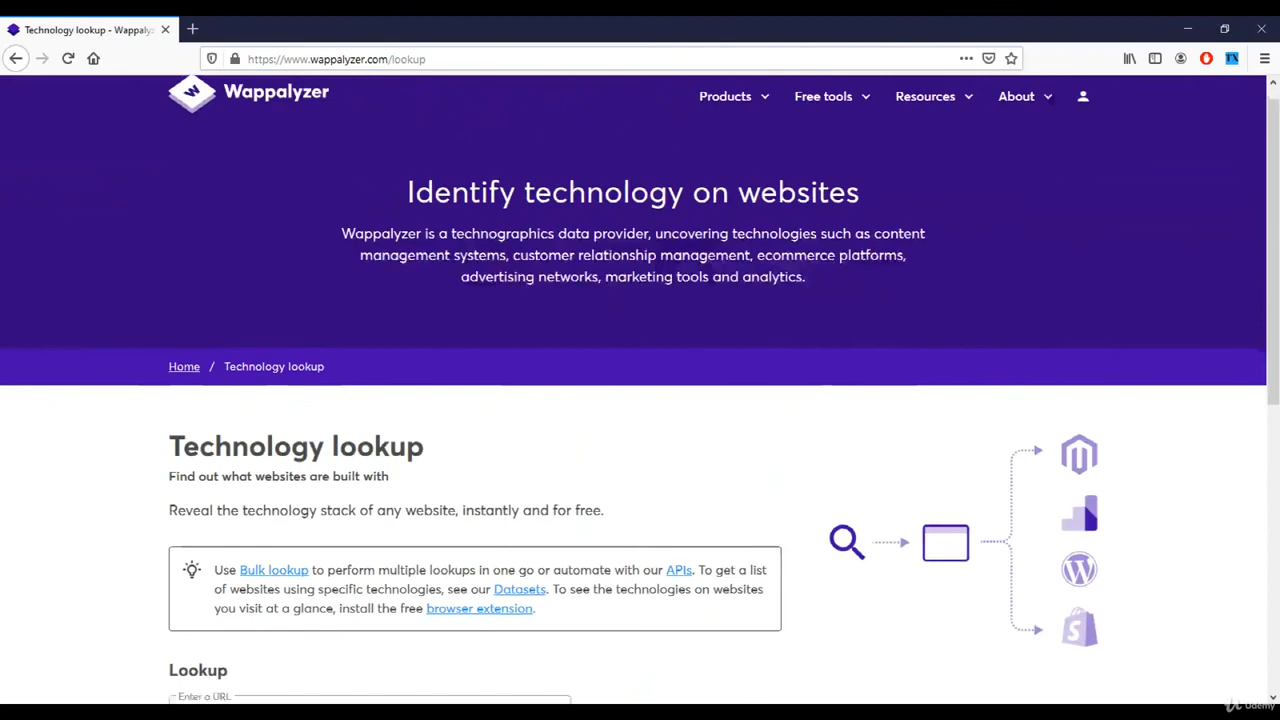 Technology lookup - Wappalyz
https://www.wappalyzer.com/lookup
TX
Wappalyzer
Products
Free tools
Resources
About
Identify technology on websites
Wappalyzer is a technographics data provider, uncovering technologies such as content
management systems, customer relationship management, ecommerce platforms,
advertising networks, marketing tools and analytics.
Home / Technology lookup
Technology lookup
Find out what websites are built with
Reveal the technology stack of any website, instantly and for free.
Use Bulk lookup to perform multiple lookups in one go or automate with our APIs. To get a list
of websites using specific technologies, see our Datasets. To see the technologies on websites
you visit at a glance, install the free browser extension.
Lookup
Enter a URL
Udemy